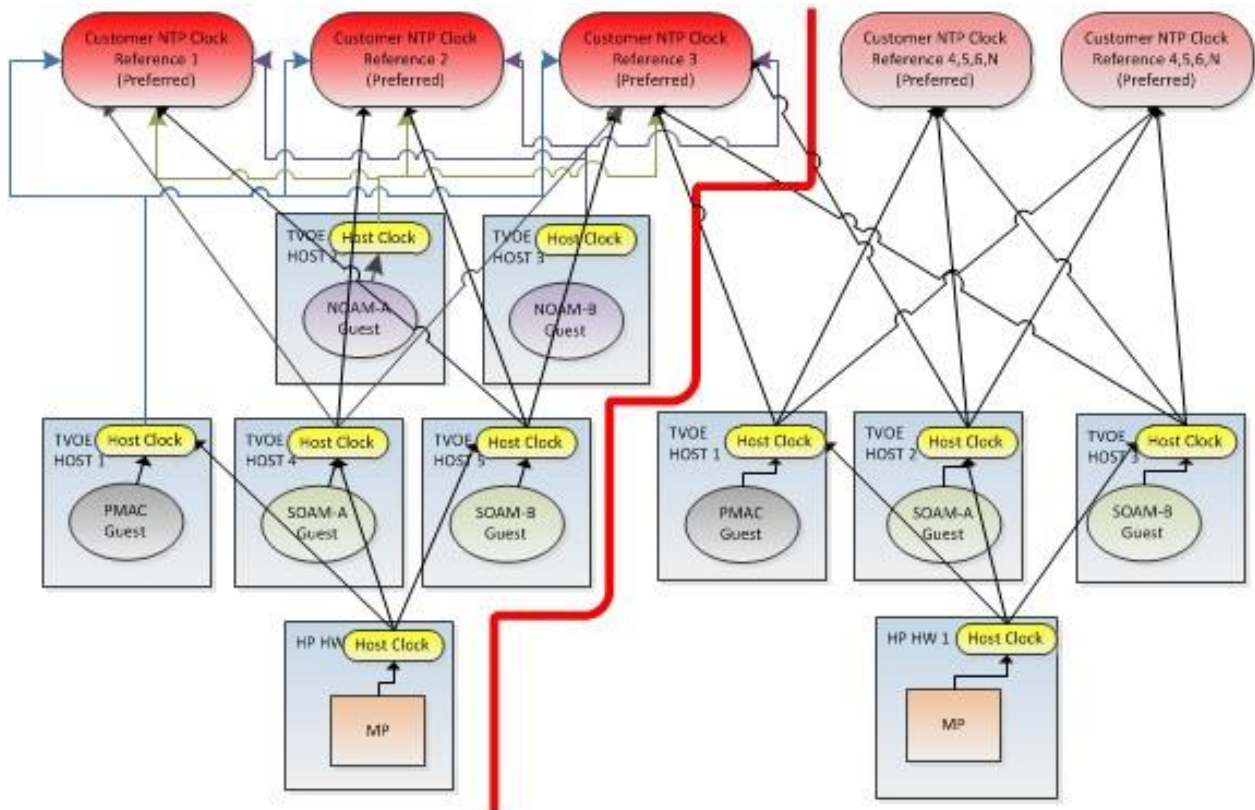 Customer NTP Clock
Reference 1
(Preferred)
Customer NTP Clock
Reference 2
(Preferred)
Customer NTP Clock
Reference 3
(Preferred)
Customer NTP Clock
Reference 4,5,6,N
(Preferred)
Customer NTP Clock
Reference 4,5,6,N
(Preferred)
TVOE
HOST
Host Clock
NOAM-A
Guest
TVOE
HOST 3
Host Clock
NOAM-B
Guest
TVOE
HOST 1
Host Clock
PMAC
Guest
TVOE
HOST 4
Host Clock
SOAM-A
Guest
TVOE
HOST 5
Host Clock
SOAM-B
Guest
TVOE
HOST 1
Host Clock
PMAC
Guest
TVOE
HOST 2
Host Clock
SOAM-A
Guest
TVOE
HOST 3
Host Clock
SOAM-B
Guest
HP HW
Host Clock
MP
HP HW 1
Host Clock
MP